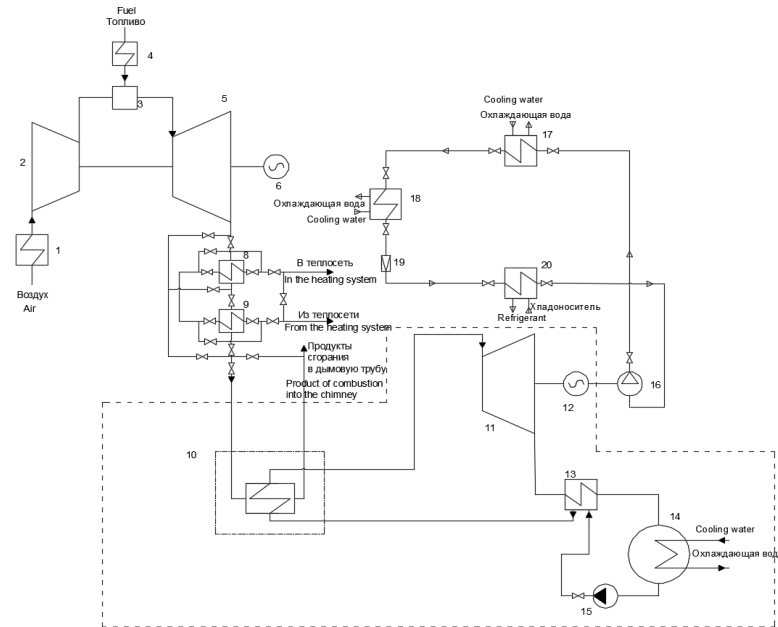 Fuel
Топливо
4
3
5
2
6
1
Воздух
Air
8
9
В теплосеть
In the heating system
Из теплосети
From the heating system
Продукты
сгорания
в дымовую трубу
Product of combustion
into the chimney
Cooling water
Охлаждающая вода
17
18
Охлаждающая вода
Cooling water
19
20
Хладоноситель
Refrigerant
16
12
11
10
13
14
Cooling water
Охлаждающая вод
15